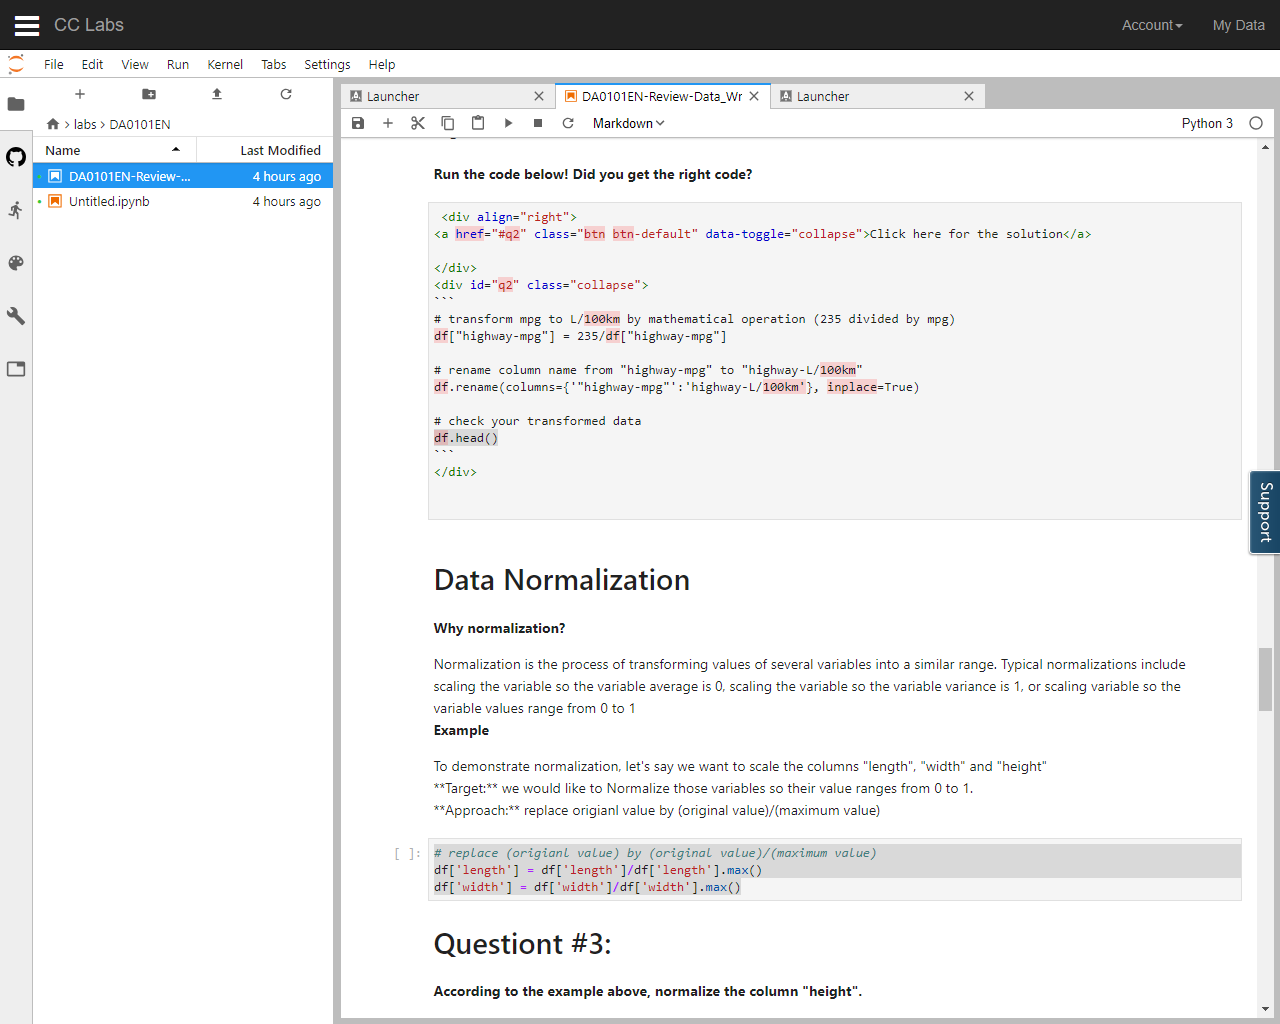 CC Labs
Account
My Data
File Edit View Run Kernel Tabs Settings Help
Launcher
DA0101EN-Review-Data_Wr
Launcher
labs > DA0101EN
Markdown
Python 3
Name
Last Modified
DA0101EN-Review-...
4 hours ago
Untitled.ipynb
4 hours ago
Run the code below! Did you get the right code?
<div align="right">
<a href="#q2" class="btn btn-default" data-toggle="collapse">Click here for the solution</a>
</div>
<div id="q2" class="collapse">
```
# transform mpg to L/100km by mathematical operation (235 divided by mpg)
df["highway-mpg"] = 235/df["highway-mpg"]
# rename column name from "highway-mpg" to "highway-L/100km"
df.rename(columns={'"highway-mpg"':'highway-L/100km'}, inplace=True)
# check your transformed data
df.head()
```
</div>
Support
Data Normalization
Why normalization?
Normalization is the process of transforming values of several variables into a similar range. Typical normalizations include
scaling the variable so the variable average is 0, scaling the variable so the variable variance is 1, or scaling variable so the
variable values range from 0 to 1
Example
To demonstrate normalization, let's say we want to scale the columns "length", "width" and "height"
**Target:** we would like to Normalize those variables so their value ranges from 0 to 1.
**Approach:** replace origianl value by (original value)/(maximum value)
[ ]:
# replace (origianl value) by (original value)/(maximum value)
df['length'] = df['length']/df['length'].max()
df['width'] = df['width']/df['width'].max()
Questiont #3:
According to the example above, normalize the column "height".